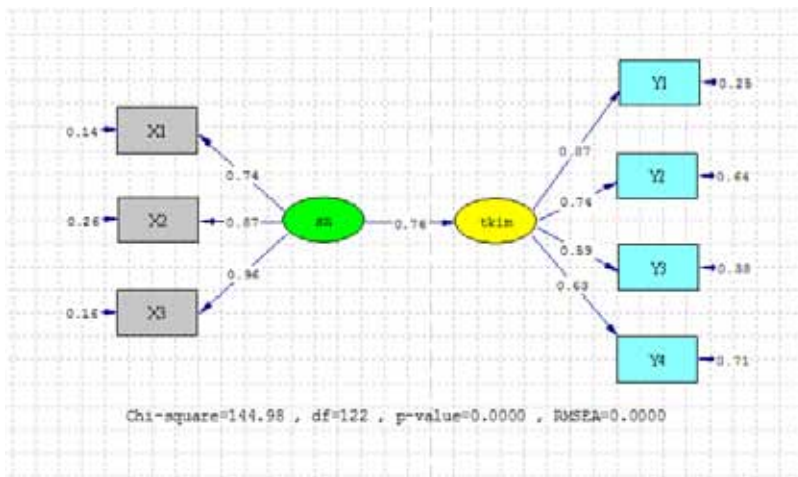 Y1
0.25
X1
0.14
0.87
0.74
Y2
0.64
0.76
X2
0.26
0.87
sn
0.76
tkim
0.59
Y3
0.96
0.63
X3
0.16
Y4
0.71
Chi-square=144.98 , df=122 , p-value=0.0000 , RMSEA=0.0000